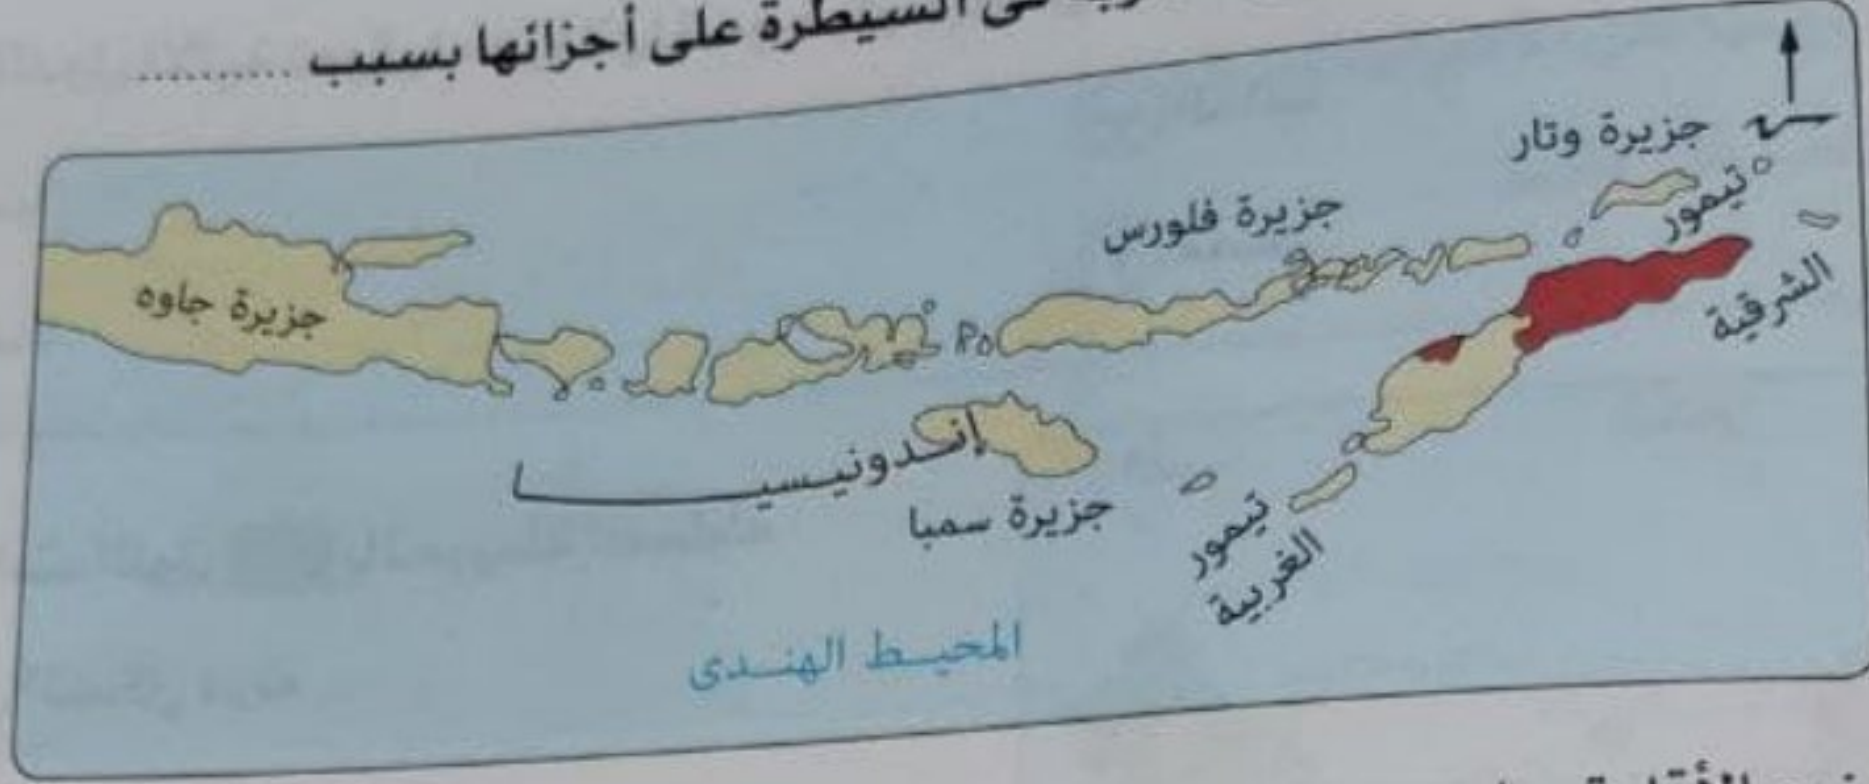 فى السيطرة على أجزائها بسبب ..........
جزيرة وتار
تيمور
الشرقية
جزيرة فلورس
جزيرة جاوه
إندونيسيا
جزيرة سمبا
تيمور
الغربية
المحيط الهندى